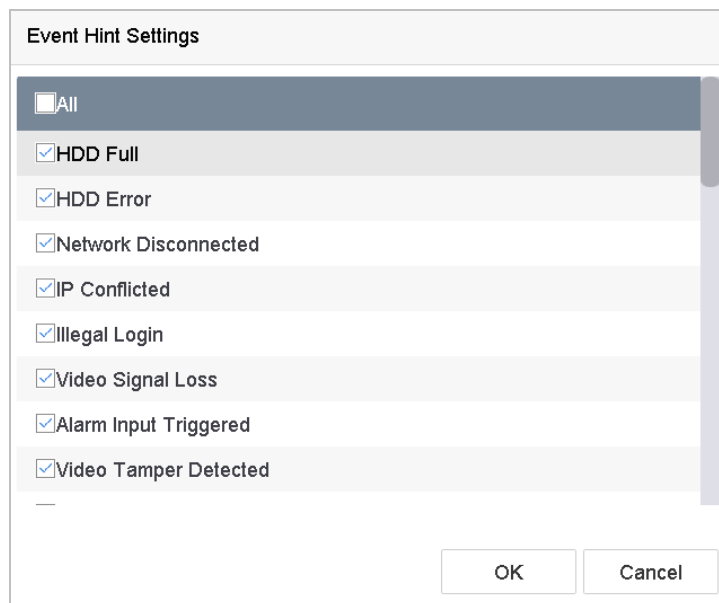 Event Hint Settings
All
HDD Full
HDD Error
Network Disconnected
IP Conflicted
Illegal Login
Video Signal Loss
Alarm Input Triggered
Video Tamper Detected
OK Cancel